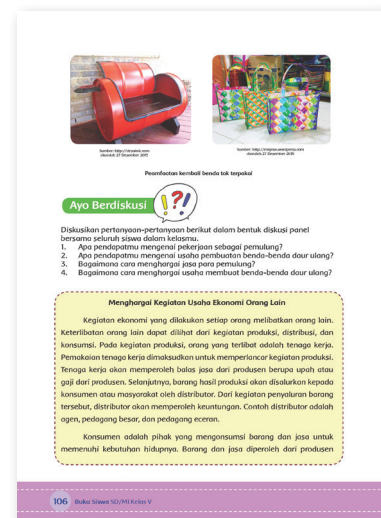 Pemanfaatan kembali benda tak terpakai
Ayo Berdiskusi
Diskusikan pertanyaan-pertanyaan berikut dalam bentuk diskusi panel
bersama seluruh siswa dalam kelasmu.
1. Apa pendapatmu mengenai pekerjaan sebagai pemulung?
2. Apa pendapatmu mengenai usaha pembuatan benda-benda daur ulang?
3. Bagaimana cara menghargai jasa para pemulung?
4. Bagaimana cara menghargai usaha membuat benda-benda daur ulang?
Menghargai Kegiatan Usaha Ekonomi Orang Lain
Kegiatan ekonomi yang dilakukan setiap orang melibatkan orang lain.
Keterlibatan orang lain dapat dilihat dari kegiatan produksi, distribusi, dan
konsumsi. Pada kegiatan produksi, orang yang terlibat adalah tenaga kerja.
Pemakaian tenaga kerja dimaksudkan untuk memperlancar kegiatan produksi.
Tenaga kerja akan memperoleh balas jasa dari produsen berupa upah atau
gaji dari produsen. Selanjutnya, barang hasil produksi akan disalurkan kepada
konsumen atau masyarakat oleh distributor. Dari kegiatan penyaluran barang
tersebut, distributor akan memperoleh keuntungan. Contoh distributor adalah
agen, pedagang besar, dan pedagang eceran.
Konsumen adalah pihak yang mengonsumsi barang dan jasa untuk
memenuhi kebutuhan hidupnya. Barang dan jasa diperoleh dari produsen
106 Buku Siswa SD/MI Kelas V